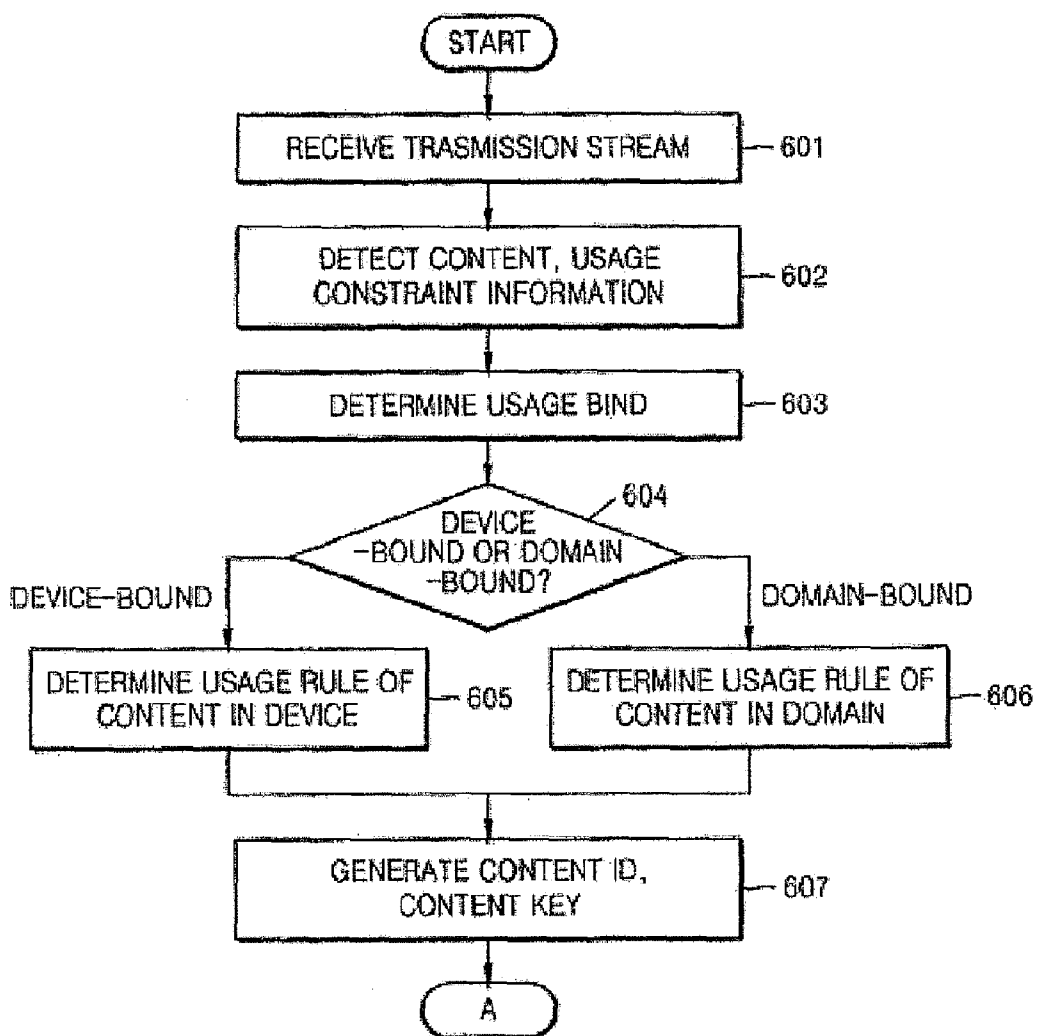 START
RECEIVE TRASMISSION STREAM
601
DETECT CONTENT, USAGE
CONSTRAINT INFORMATION
602
DETERMINE USAGE BIND
603
604
DEVICE
-BOUND OR DOMAIN
-BOUND?
DEVICE-BOUND
DOMAIN-BOUND
DETERMINE USAGE RULE OF
CONTENT IN DEVICE
605
DETERMINE USAGE RULE OF
CONTENT IN DOMAIN
606
GENERATE CONTENT ID,
CONTENT KEY
607
A